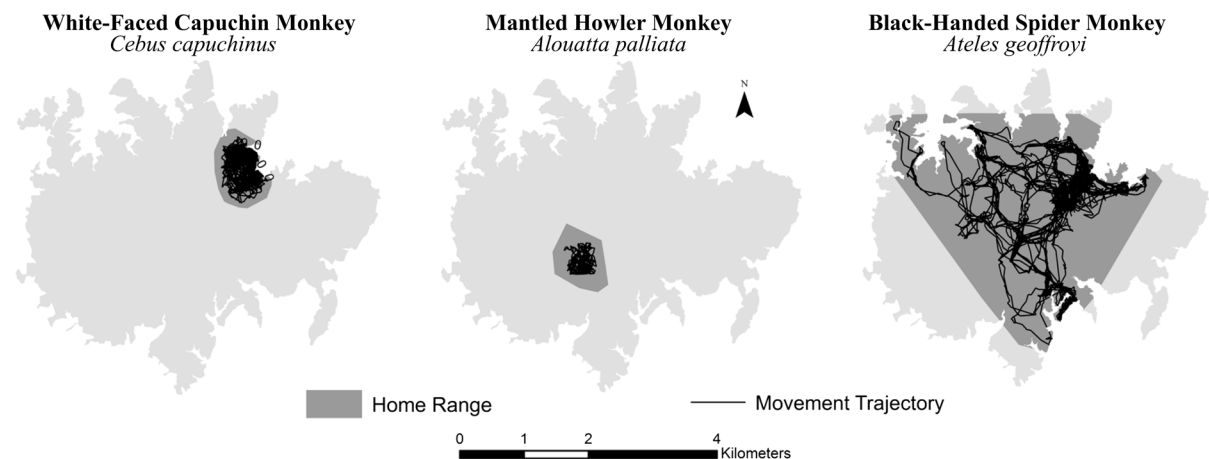 White-Faced Capuchin Monkey
Cebus capuchinus
Mantled Howler Monkey
Alouatta palliata
Black-Handed Spider Monkey
Ateles geoffroyi
N
Home Range
Movement Trajectory
0 1 2 4
Kilometers